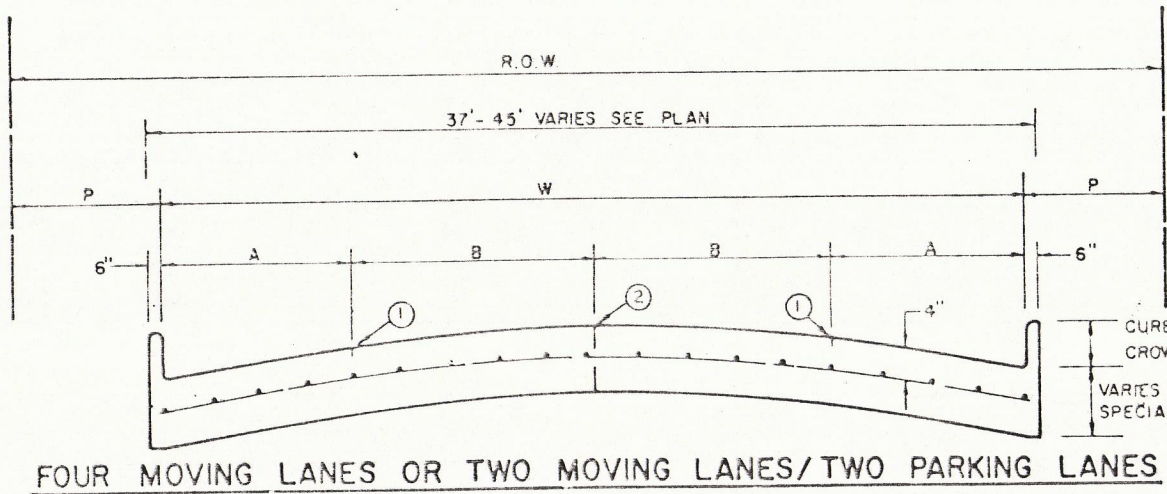 R.O.W.
37'-45' VARIES SEE PLAN
P W P
6" A B B A 6"
1 2 1 4"
CURB
CROW
VARIES
SPECIA
FOUR MOVING LANES OR TWO MOVING LANES/TWO PARKING LANES